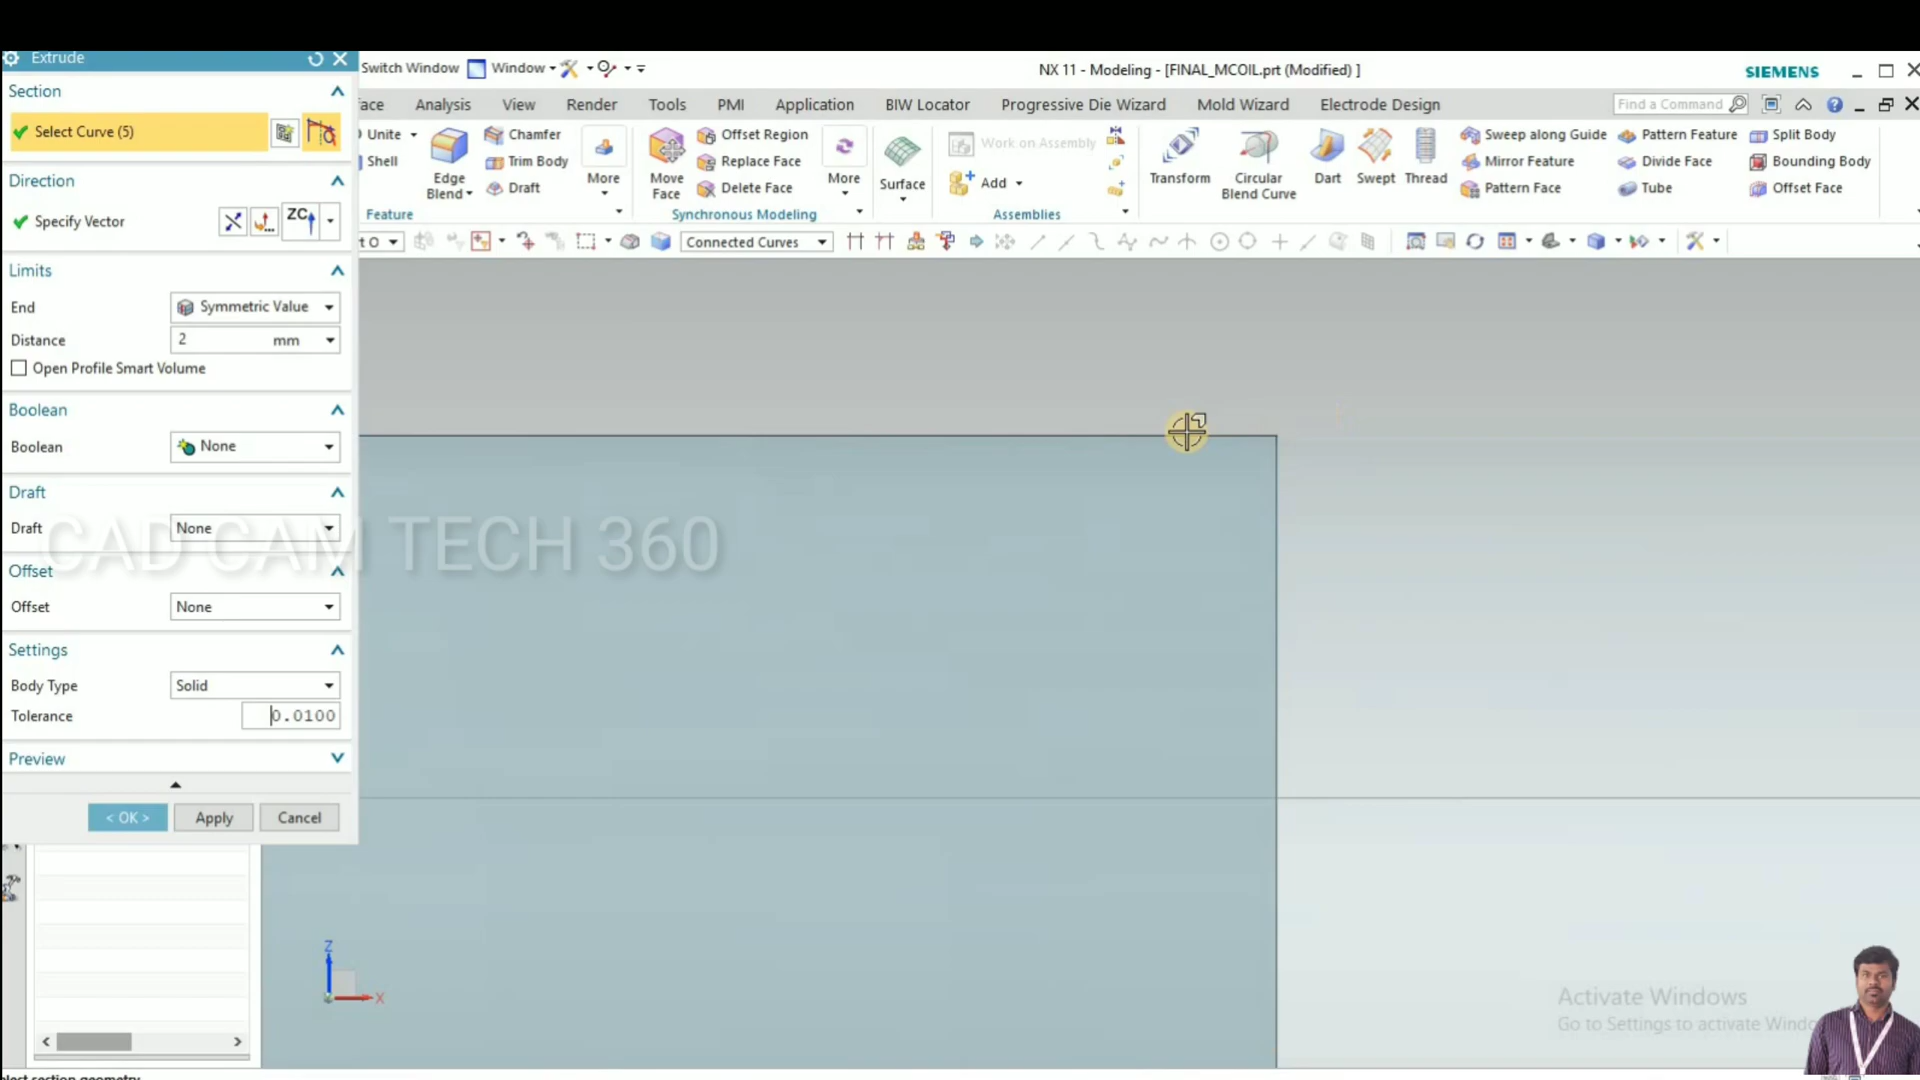 Extrude
Switch Window
Window
NX 11 - Modeling - [FINAL_MCOIL.prt (Modified) ]
SIEMENS
Section
Analysis
View
Render
Tools
PMI
Application
BIW Locator
Progressive Die Wizard
Mold Wizard
Electrode Design
Find a Command
Select Curve (5)
Unite
Chamfer
Offset Region
Work on Assembly
Sweep along Guide
Pattern Feature
Split Body
Shell
Trim Body
Replace Face
Mirror Feature
Divide Face
Bounding Body
Direction
Edge
Blend
Draft
More
Move
Face
Delete Face
More
Surface
Add
Transform
Circular
Blend Curve
Dart
Swept
Thread
Pattern Face
Tube
Offset Face
Specify Vector
ZC
Feature
Synchronous Modeling
Assemblies
Connected Curves
Limits
End
Symmetric Value
Distance
2 mm
Open Profile Smart Volume
Boolean
Boolean
None
Draft
Draft
None
CAD CAM TECH 360
Offset
Offset
None
Settings
Body Type
Solid
Tolerance
0.0100
Preview
< OK >
Apply
Cancel
Z
X
Activate Windows
Go to Settings to activate